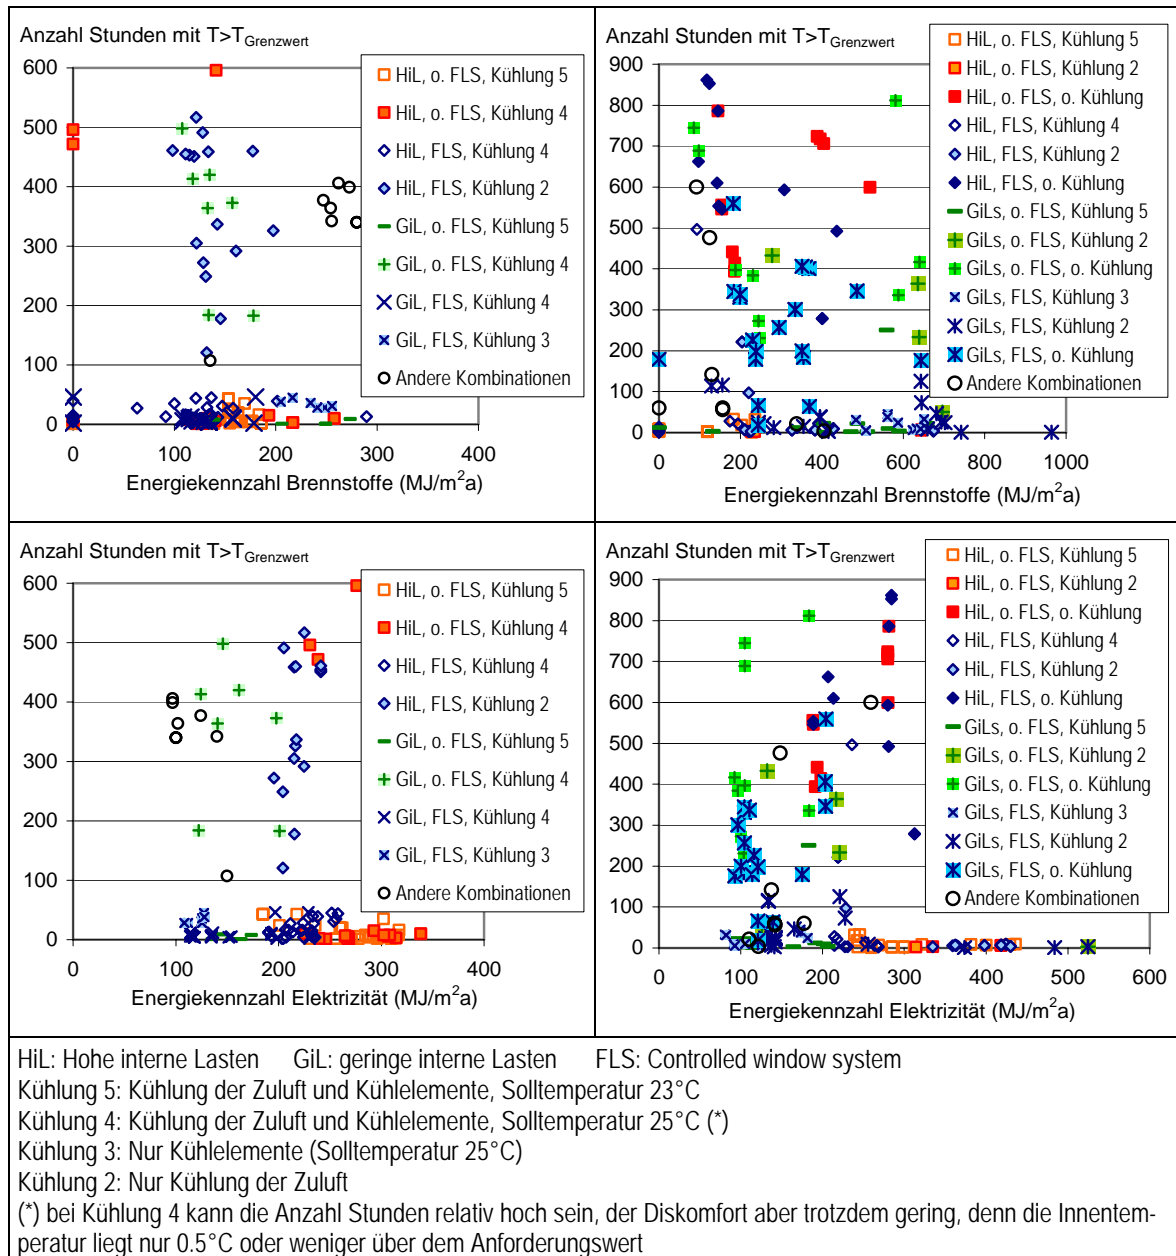 Anzahl Stunden mit T>TGrenzwert
600
500
400
300
200
100
0
0
100
200
300
400
Energiekennzahl Brennstoffe (MJ/m²a)
HiL, o. FLS, Kühlung 5
HiL, o. FLS, Kühlung 4
HiL, FLS, Kühlung 4
HiL, FLS, Kühlung 2
GiL, o. FLS, Kühlung 5
GiL, o. FLS, Kühlung 4
GiL, FLS, Kühlung 4
GiL, FLS, Kühlung 3
Andere Kombinationen
Anzahl Stunden mit T>TGrenzwert
900
800
700
600
500
400
300
200
100
0
0
200
400
600
800
1000
Energiekennzahl Brennstoffe (MJ/m²a)
HiL, o. FLS, Kühlung 5
HiL, o. FLS, Kühlung 2
HiL, o. FLS, o. Kühlung
HiL, FLS, Kühlung 4
HiL, FLS, Kühlung 2
HiL, FLS, o. Kühlung
GiLs, o. FLS, Kühlung 5
GiLs, o. FLS, Kühlung 2
GiLs, o. FLS, o. Kühlung
GiLs, FLS, Kühlung 3
GiLs, FLS, Kühlung 2
GiLs, FLS, o. Kühlung
Andere Kombinationen
Anzahl Stunden mit T>TGrenzwert
600
500
400
300
200
100
0
0
100
200
300
400
Energiekennzahl Elektrizität (MJ/m²a)
HiL, o. FLS, Kühlung 5
HiL, o. FLS, Kühlung 4
HiL, FLS, Kühlung 4
HiL, FLS, Kühlung 2
GiL, o. FLS, Kühlung 5
GiL, o. FLS, Kühlung 4
GiL, FLS, Kühlung 4
GiL, FLS, Kühlung 3
Andere Kombinationen
Anzahl Stunden mit T>TGrenzwert
900
800
700
600
500
400
300
200
100
0
0
100
200
300
400
500
600
Energiekennzahl Elektrizität (MJ/m²a)
HiL, o. FLS, Kühlung 5
HiL, o. FLS, Kühlung 2
HiL, o. FLS, o. Kühlung
HiL, FLS, Kühlung 4
HiL, FLS, Kühlung 2
HiL, FLS, o. Kühlung
GiLs, o. FLS, Kühlung 5
GiLs, o. FLS, Kühlung 2
GiLs, o. FLS, o. Kühlung
GiLs, FLS, Kühlung 3
GiLs, FLS, Kühlung 2
GiLs, FLS, o. Kühlung
Andere Kombinationen
HiL: Hohe interne Lasten GiL: geringe interne Lasten FLS: Controlled window system
Kühlung 5: Kühlung der Zuluft und Kühlelemente, Solltemperatur 23°C
Kühlung 4: Kühlung der Zuluft und Kühlelemente, Solltemperatur 25°C (*)
Kühlung 3: Nur Kühlelemente (Solltemperatur 25°C)
Kühlung 2: Nur Kühlung der Zuluft
(*) bei Kühlung 4 kann die Anzahl Stunden relativ hoch sein, der Diskomfort aber trotzdem gering, denn die Innentem-
peratur liegt nur 0.5°C oder weniger über dem Anforderungswert